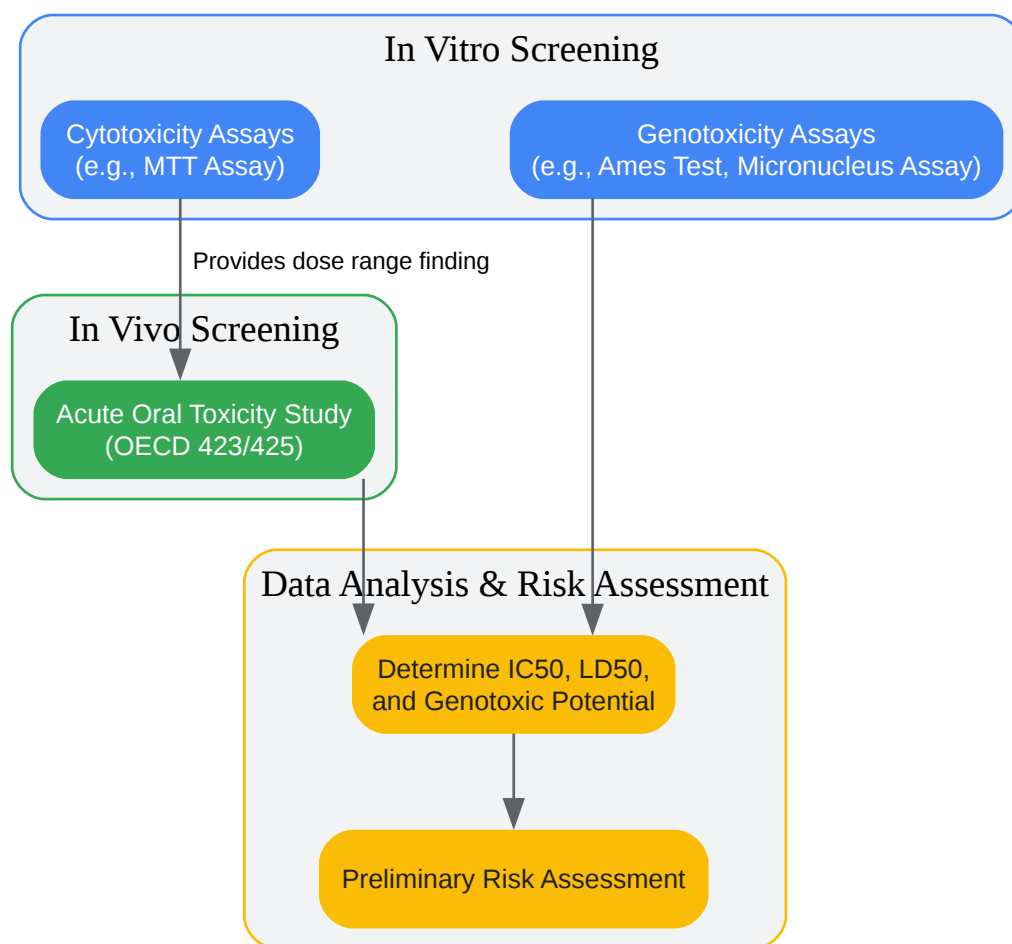 In Vitro Screening
Cytotoxicity Assays
(e.g., MTT Assay)
Genotoxicity Assays
(e.g., Ames Test, Micronucleus Assay)
Provides dose range finding
In Vivo Screening
Acute Oral Toxicity Study
(OECD 423/425)
Data Analysis & Risk Assessment
Determine IC50, LD50,
and Genotoxic Potential
Preliminary Risk Assessment